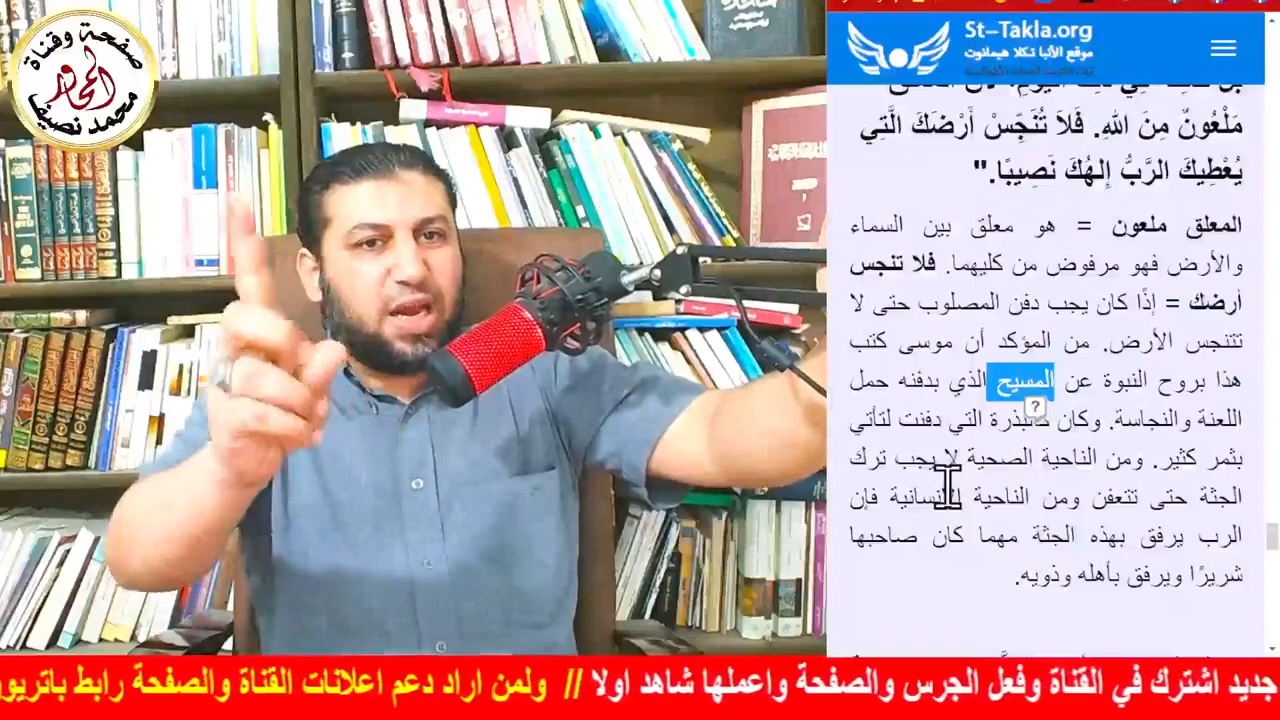 صفحة وقناة
المحاور
محمد نصيف
St-Takla.org
موقع الأنبا تكلا هيمانوت
مَلْعُونٌ مِنَ اللهِ. فَلاَ تُنَجِّسْ أَرْضَكَ الَّتِي
يُعْطِيكَ الرَّبُّ إِلهُكَ نَصِيبًا."
المعلق ملعون = هو معلق بين السماء
والأرض فهو مرفوض من كليهما. فلا تنجس
أرضك = إذًا كان يجب دفن المصلوب حتى لا
تتنجس الأرض. من المؤكد أن موسى كتب
هذا بروح النبوة عن المسيح الذي بدفنه حمل
اللعنة والنجاسة. وكان كالبذرة التي دفنت لتأتي
بثمر كثير. ومن الناحية الصحية لا يجب ترك
الجثة حتى تتعفن ومن الناحية الإنسانية فإن
الرب يرفق بهذه الجثة مهما كان صاحبها
شريرًا ويرفق بأهله وذويه.
جديد اشترك في القناة وفعل الجرس والصفحة واعملها شاهد اولا // ولمن اراد دعم اعلانات القناة والصفحة رابط باتريو